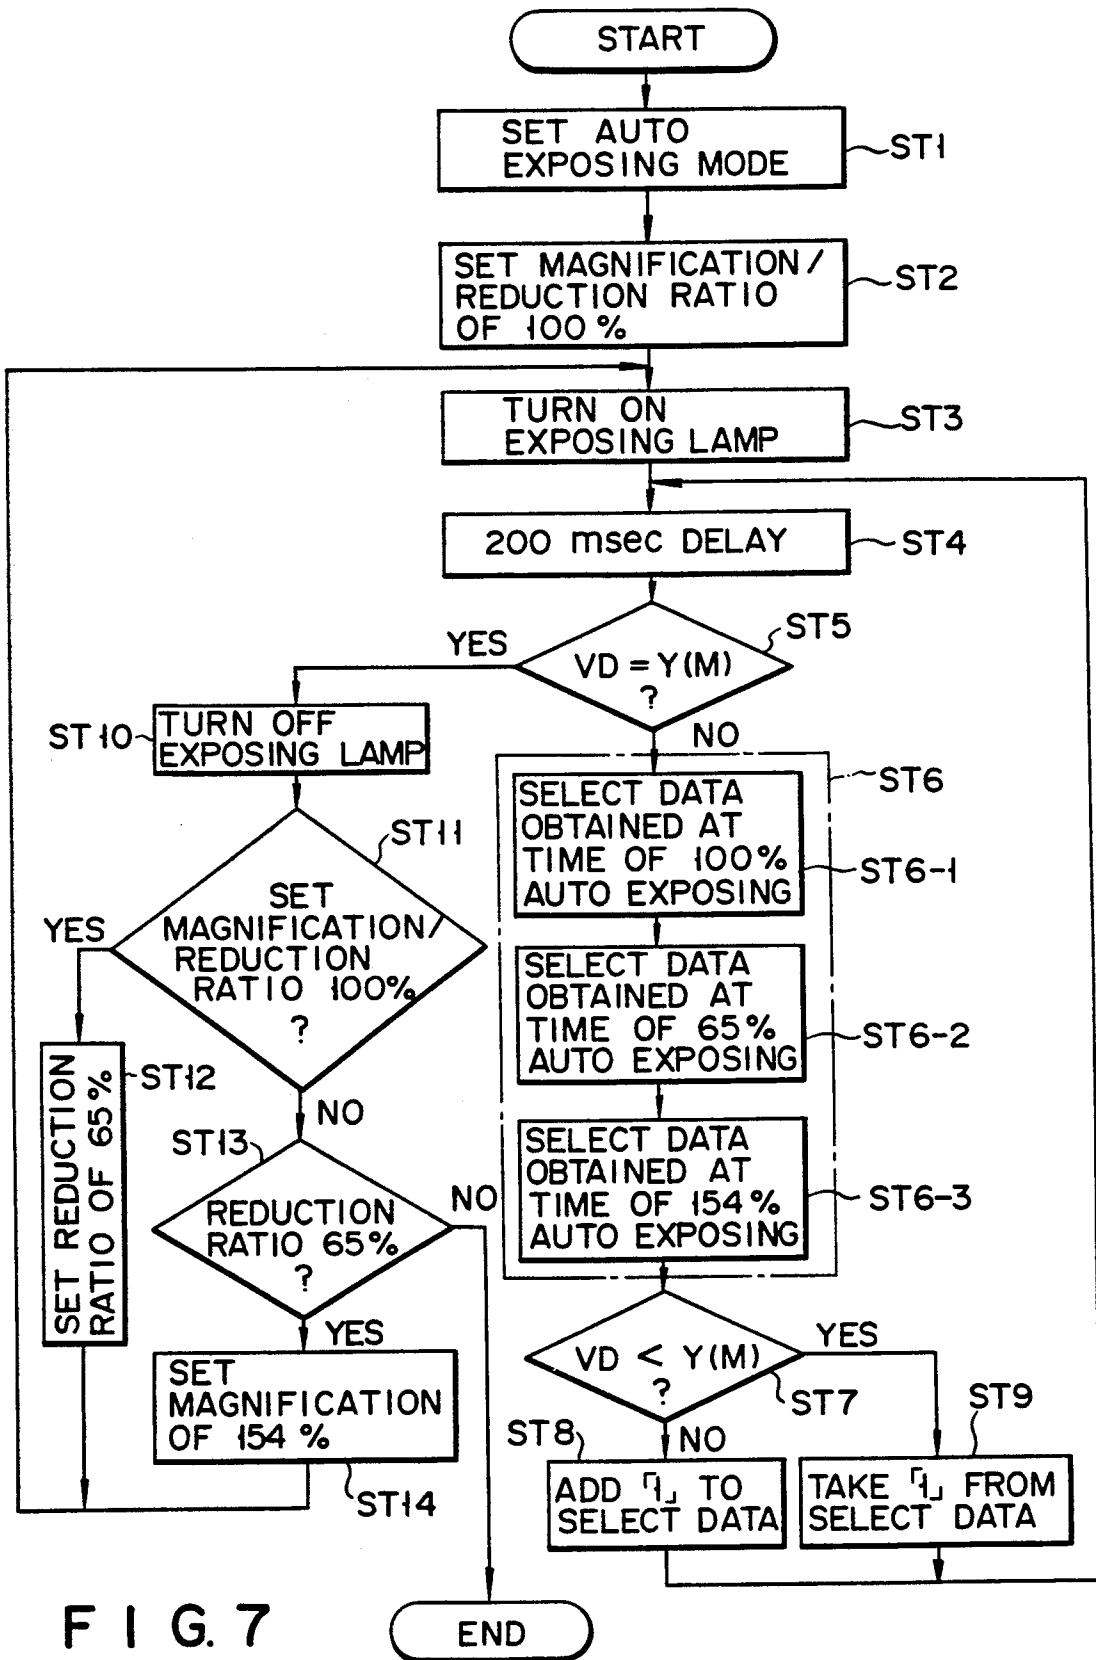 START
SET AUTO
EXPOSING MODE
ST1
SET MAGNIFICATION/
REDUCTION RATIO
OF 100%
ST2
TURN ON
EXPOSING LAMP
ST3
200 msec DELAY
ST4
VD = Y(M)
?
ST5
YES
NO
TURN OFF
EXPOSING LAMP
ST10
SET
MAGNIFICATION/
REDUCTION
RATIO 100%
?
ST11
YES
NO
SET REDUCTION
RATIO OF 65%
ST12
REDUCTION
RATIO 65%
?
ST13
NO
YES
SET
MAGNIFICATION
OF 154%
ST14
ST6
SELECT DATA
OBTAINED AT
TIME OF 100%
AUTO EXPOSING
ST6-1
SELECT DATA
OBTAINED AT
TIME OF 65%
AUTO EXPOSING
ST6-2
SELECT DATA
OBTAINED AT
TIME OF 154%
AUTO EXPOSING
ST6-3
VD < Y(M)
?
ST7
YES
NO
ST8
ADD「1」TO
SELECT DATA
ST9
TAKE「1」FROM
SELECT DATA
END
FIG. 7